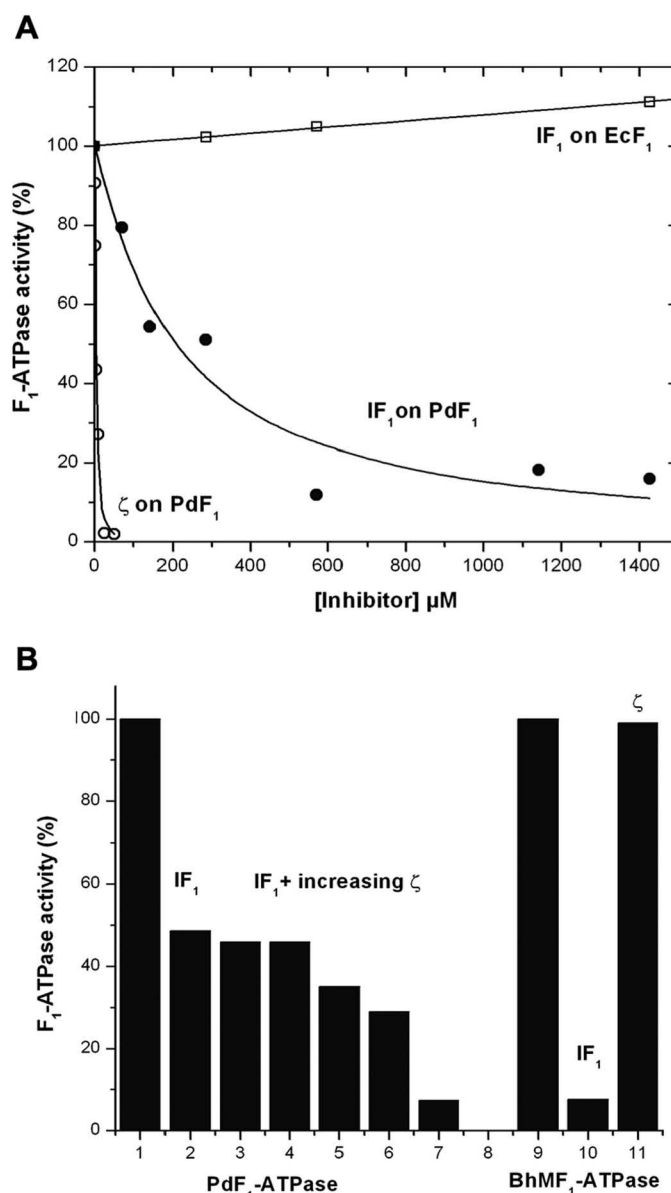 A
F₁-ATPase activity (%)
120
100
80
60
40
20
0
IF₁ on EcF₁
IF₁on PdF₁
ζ on PdF₁
0 200 400 600 800 1000 1200 1400
[Inhibitor] µM
B
F₁-ATPase activity (%)
100
80
60
40
20
0
ζ
IF₁
IF₁+ increasing ζ
IF₁
1 2 3 4 5 6 7 8 9 10 11
PdF₁-ATPase BhMF₁-ATPase